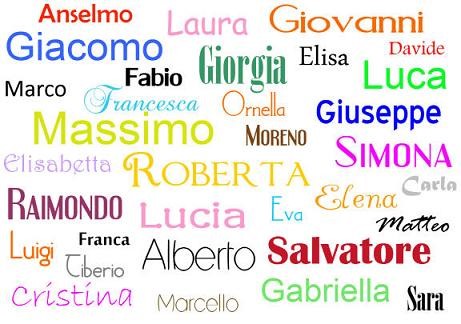 Anselmo
Laura
Giovanni
Giacomo
Giorgia
Elisa
Davide
Fabio
Luca
Marco
Francesca
Ornella
Giuseppe
Massimo
Moreno
Simona
Elisabetta
Roberta
Carla
Raimondo
Lucia
Eva
Elena
Matteo
Luigi
Franca
Alberto
Salvatore
Tiberio
Cristina
Marcello
Gabriella
Sara